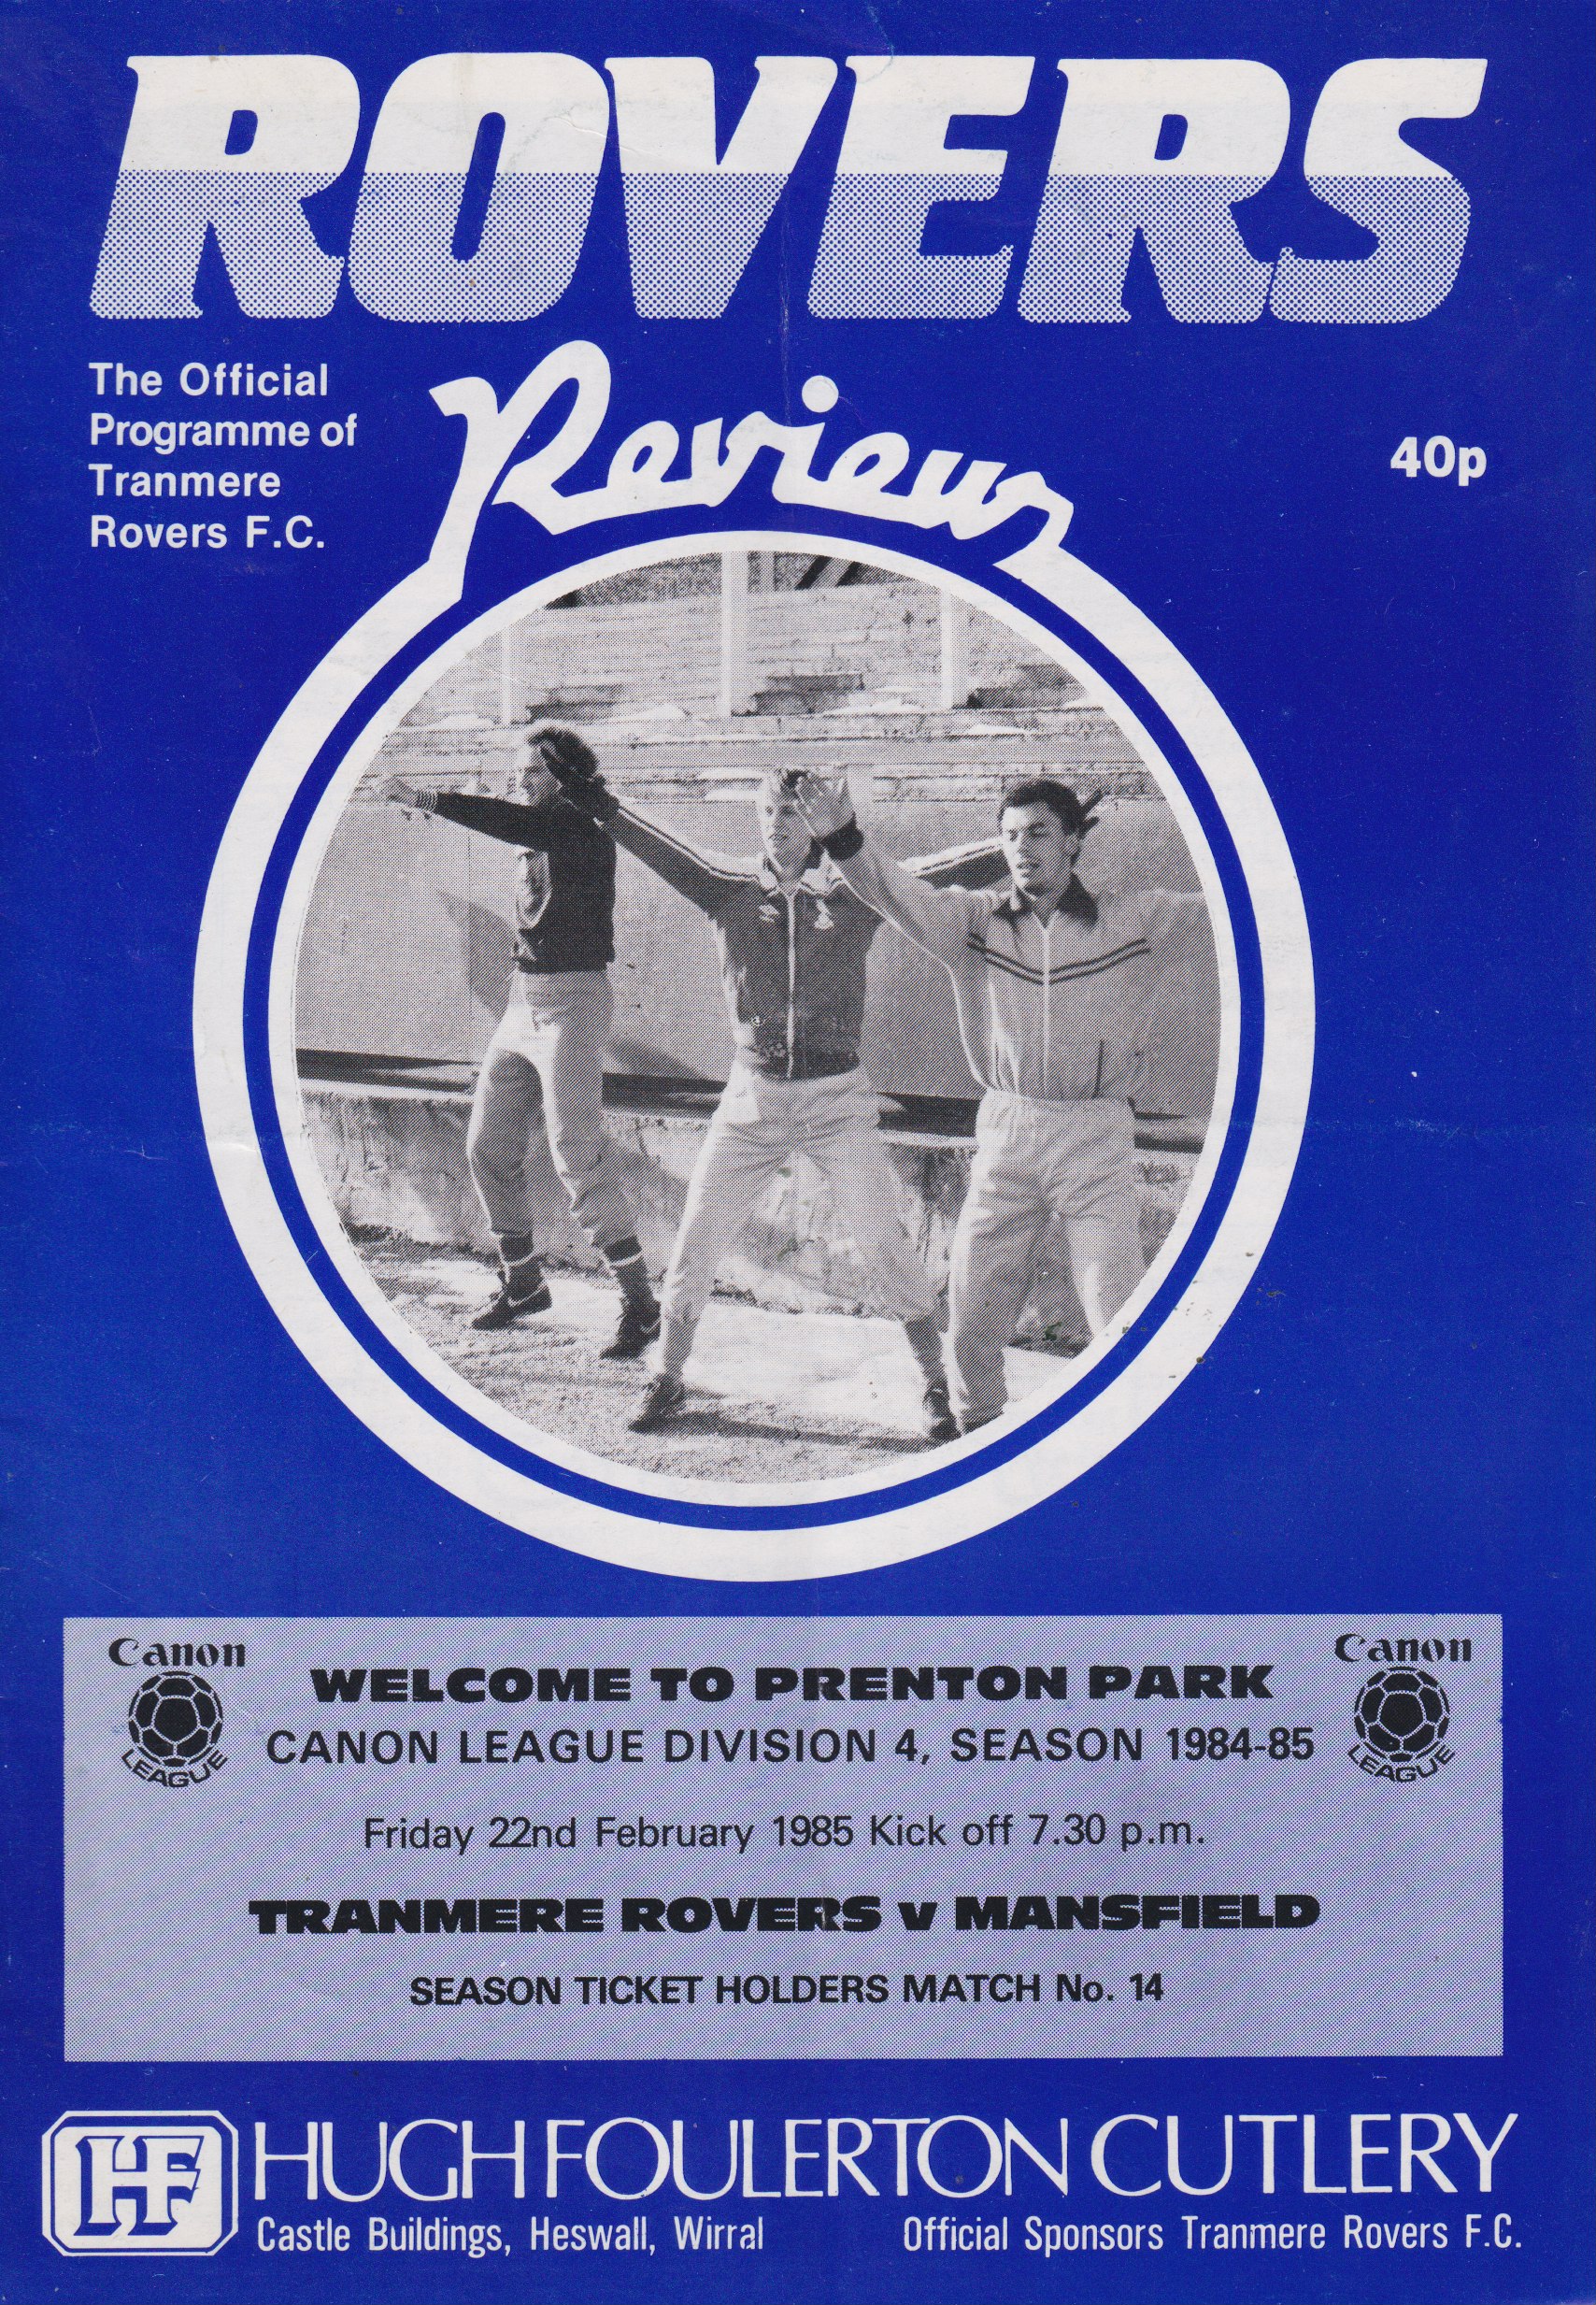 ROVERS
Review
The Official
Programme of
Tranmere
Rovers F.C.
40p
Canon
LEAGUE
Canon
LEAGUE
WELCOME TO PRENTON PARK
CANON LEAGUE DIVISION 4, SEASON 1984-85
Friday 22nd February 1985 Kick off 7.30 p.m.
TRANMERE ROVERS v MANSFIELD
SEASON TICKET HOLDERS MATCH No. 14
HF
HUGH FOULERTON CUTLERY
Castle Buildings, Heswall, Wirral
Official Sponsors Tranmere Rovers F.C.